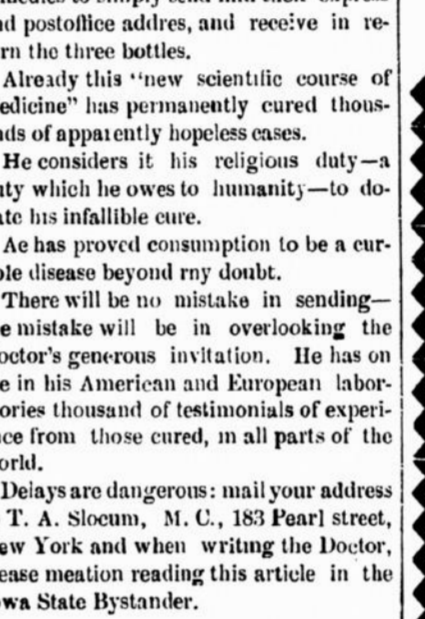 nd postoffice addres, and receive in re-
rn the three bottles.
Already this "new scientific course of
edicine" has permanently cured thous-
nds of apparently hopeless cases.
He considers it his religious duty—a
uty which he owes to humanity—to do-
ate his infallible cure.
Ae has proved consumption to be a cur-
ble disease beyond rny doubt.
There will be no mistake in sending—
e mistake will be in overlooking the
octor's generous invitation. He has on
e in his American and European labor-
ories thousand of testimonials of experi-
ce from those cured, in all parts of the
orld.
Delays are dangerous: mail your address
T. A. Slocum, M. C., 183 Pearl street,
ew York and when writing the Doctor,
ease meation reading this article in the
wa State Bystander.